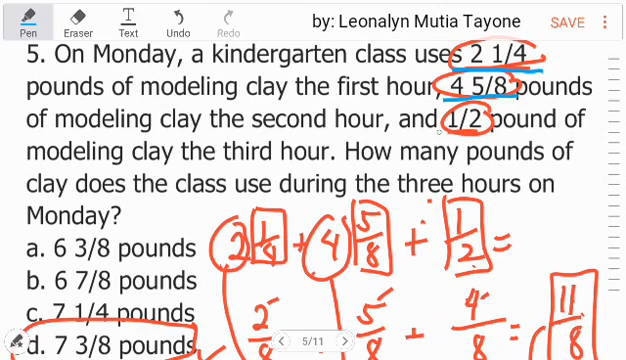 by: Leonalyn Mutia Tayone
SAVE
Pen
Eraser
Text
Undo
Redo
5. On Monday, a kindergarten class uses 2 1/4
pounds of modeling clay the first hour, 4 5/8 pounds
of modeling clay the second hour, and 1/2 pound of
modeling clay the third hour. How many pounds of
clay does the class use during the three hours on
Monday?
2 1/4 + 4 5/8 + 1/2 =
a. 6 3/8 pounds
b. 6 7/8 pounds
c. 7 1/4 pounds
2/8 5/8 + 4/8 = 11/8
d. 7 3/8 pounds
5/11